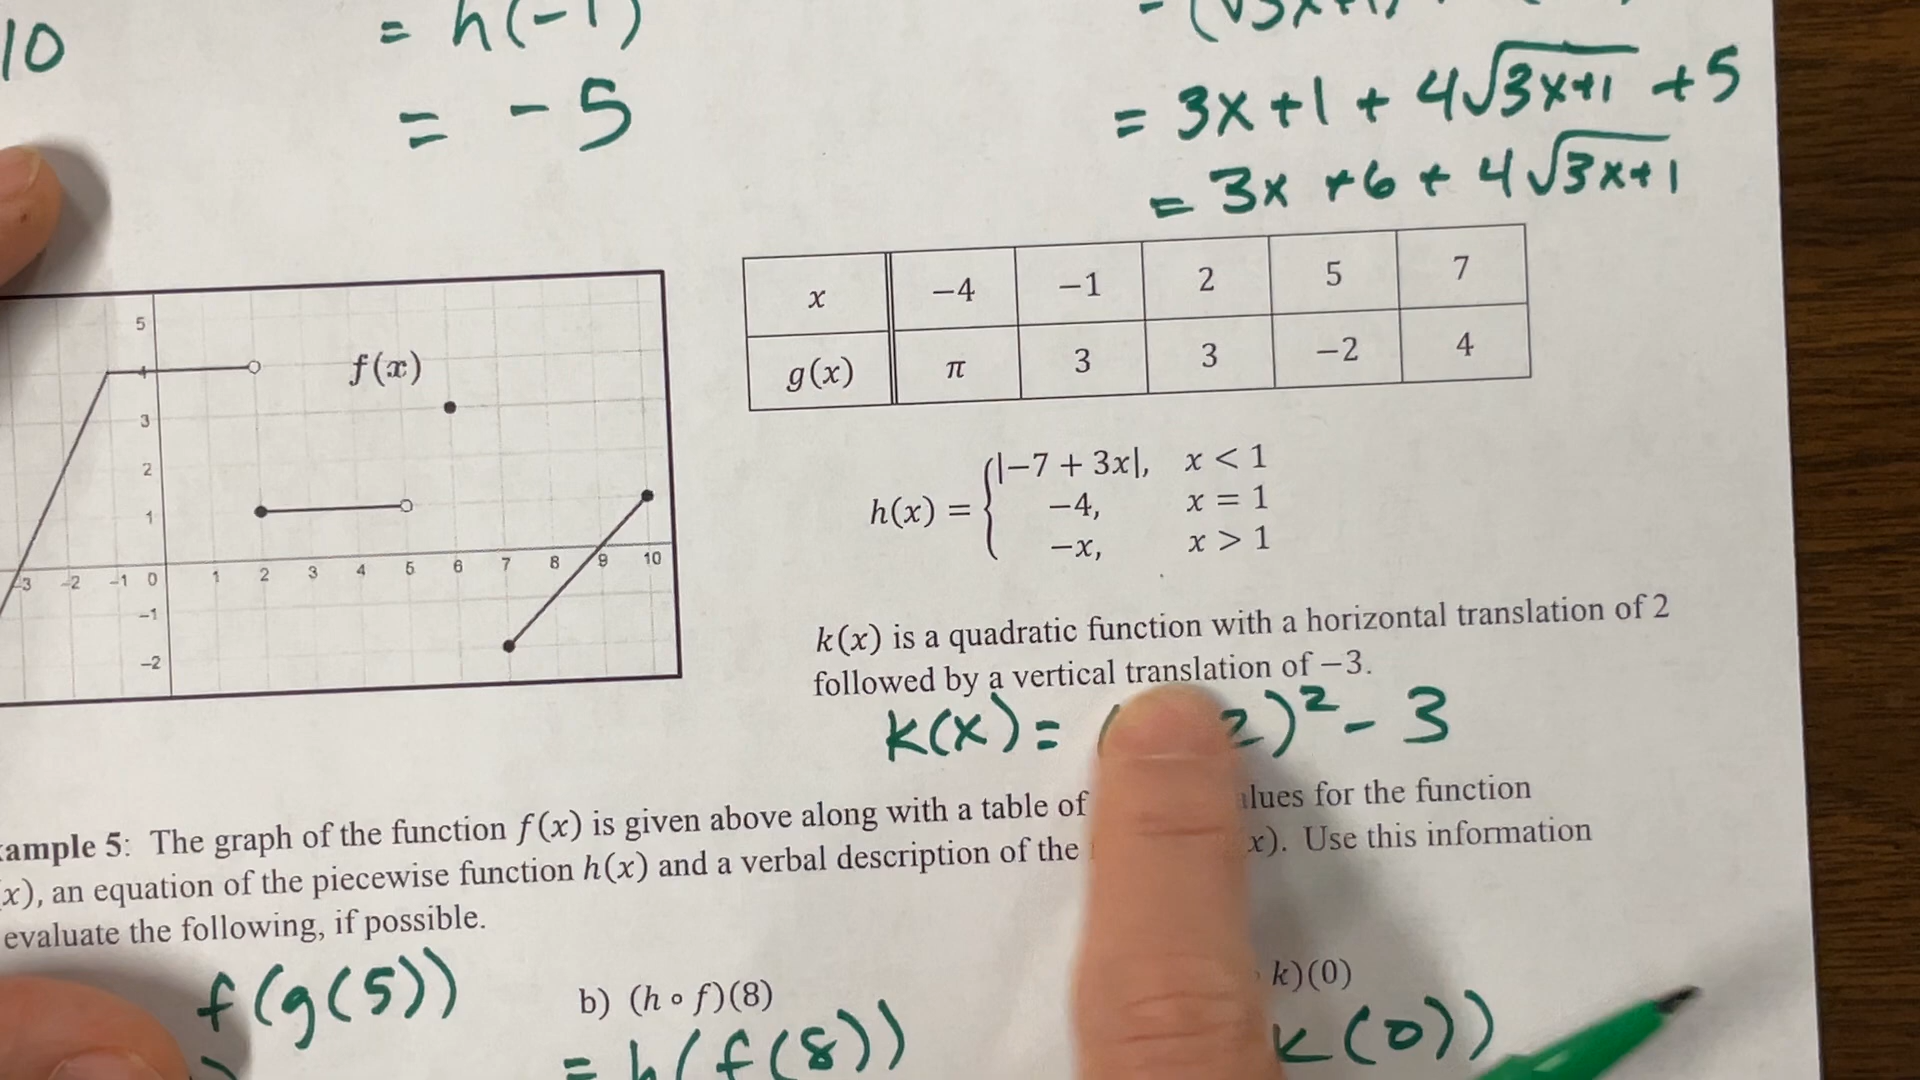 10
= h(-1)
= -5
= 3x+1 + 4√3x+1 +5
= 3x +6 + 4√3x+1
x −4 −1 2 5 7
g(x) π 3 3 −2 4
5
4
3
2
1
f(x)
-3 -2 -1 0 1 2 3 4 5 6 7 8 9 10
-1
-2
h(x) = { |−7 + 3x|, x < 1
−4, x = 1
−x, x > 1
k(x) is a quadratic function with a horizontal translation of 2
followed by a vertical translation of −3.
k(x) = ( 2)² - 3
ample 5: The graph of the function f(x) is given above along with a table of
for the function
x), an equation of the piecewise function h(x) and a verbal description of the x). Use this information
evaluate the following, if possible.
f(g(5))
b) (h ∘ f)(8)
= h(f(8))
k)(0)
k(0))